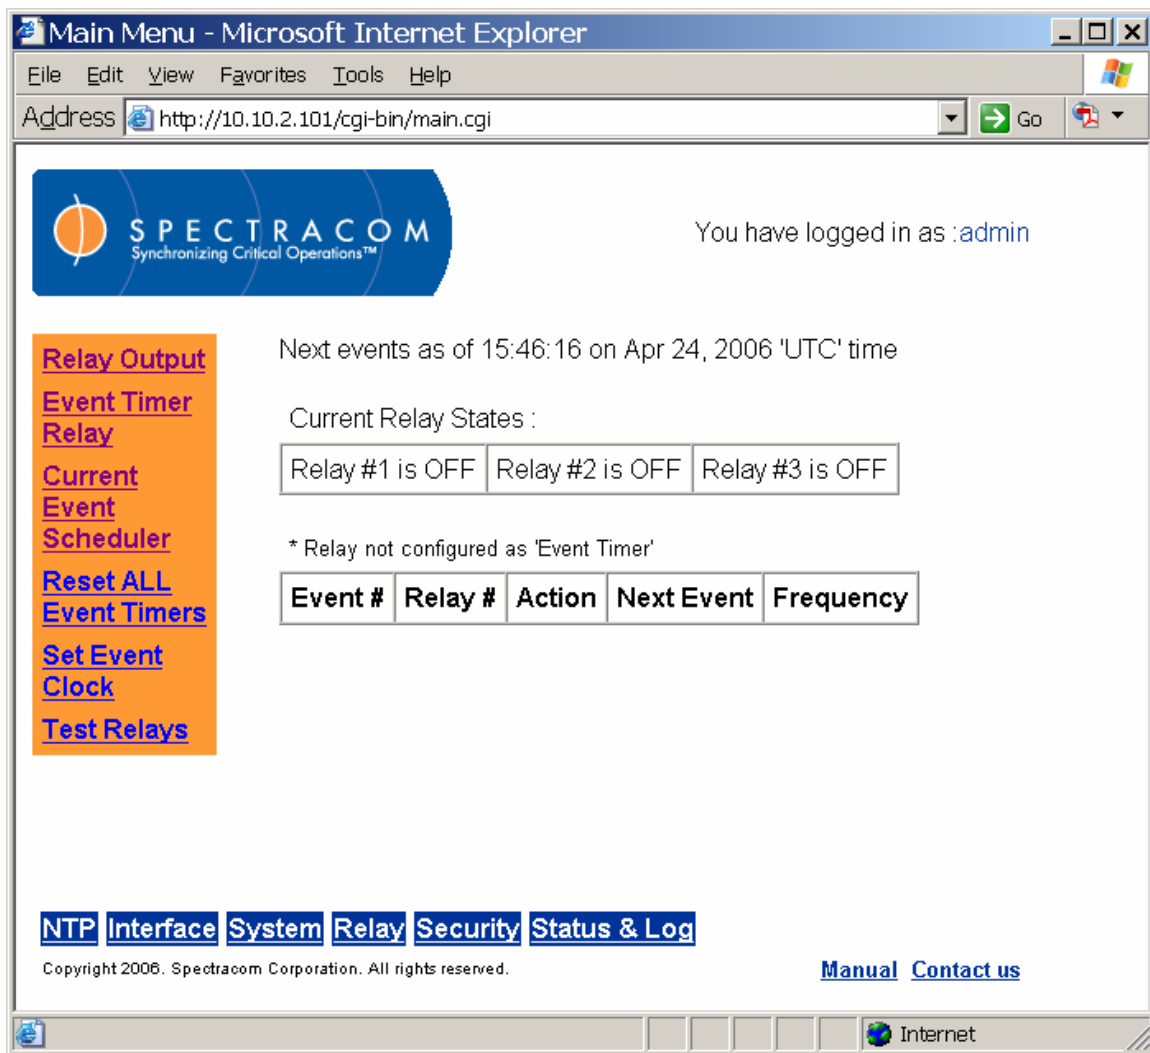 Main Menu - Microsoft Internet Explorer
File Edit View Favorites Tools Help
Address http://10.10.2.101/cgi-bin/main.cgi Go
SPECTRACOM
Synchronizing Critical Operations™
You have logged in as :admin
Relay Output
Event Timer
Relay
Current
Event
Scheduler
Reset ALL
Event Timers
Set Event
Clock
Test Relays
Next events as of 15:46:16 on Apr 24, 2006 'UTC' time
Current Relay States :
Relay #1 is OFF Relay #2 is OFF Relay #3 is OFF
* Relay not configured as 'Event Timer'
Event # Relay # Action Next Event Frequency
NTP Interface System Relay Security Status & Log
Copyright 2006. Spectracom Corporation. All rights reserved.
Manual Contact us
Internet